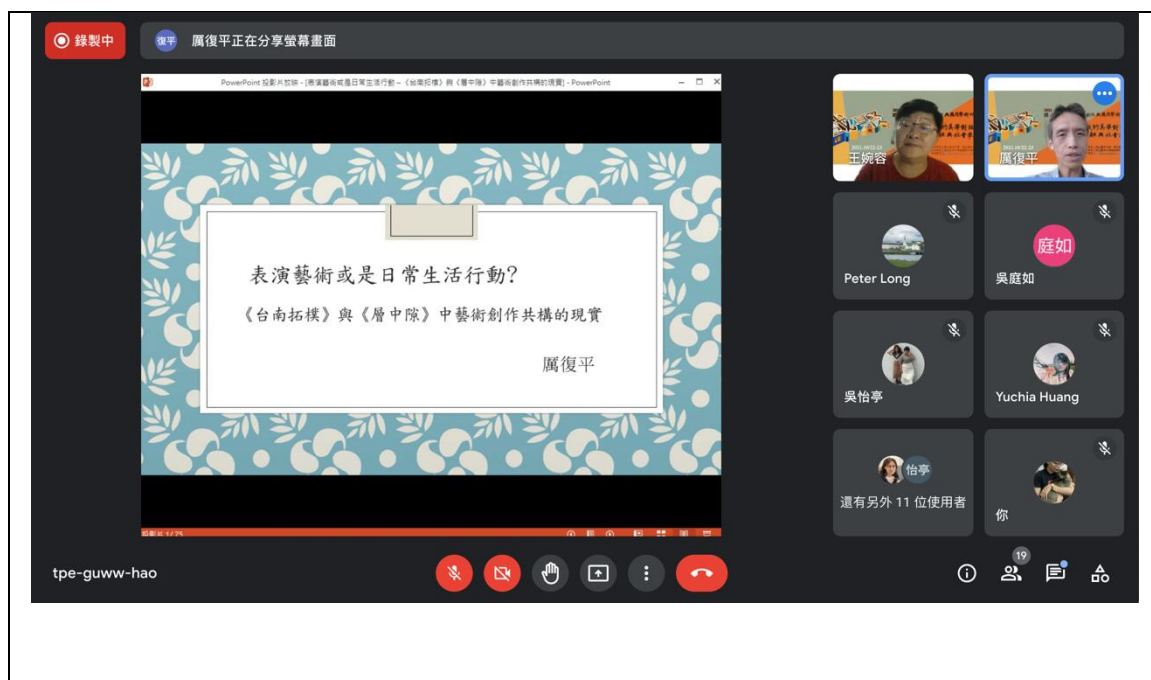 錄製中
復平
厲復平正在分享螢幕畫面
PowerPoint 投影片放映 - [表演藝術或是日常生活行動 – 《台南拓樸》與《層中隙》中藝術創作共構的現實] - PowerPoint
表演藝術或是日常生活行動?
《台南拓樸》與《層中隙》中藝術創作共構的現實
厲復平
投影片 1 / 75
王婉容
厲復平
Peter Long
庭如
吳庭如
吳怡亭
Yuchia Huang
怡亭
還有另外 11 位使用者
你
tpe-guww-hao
19